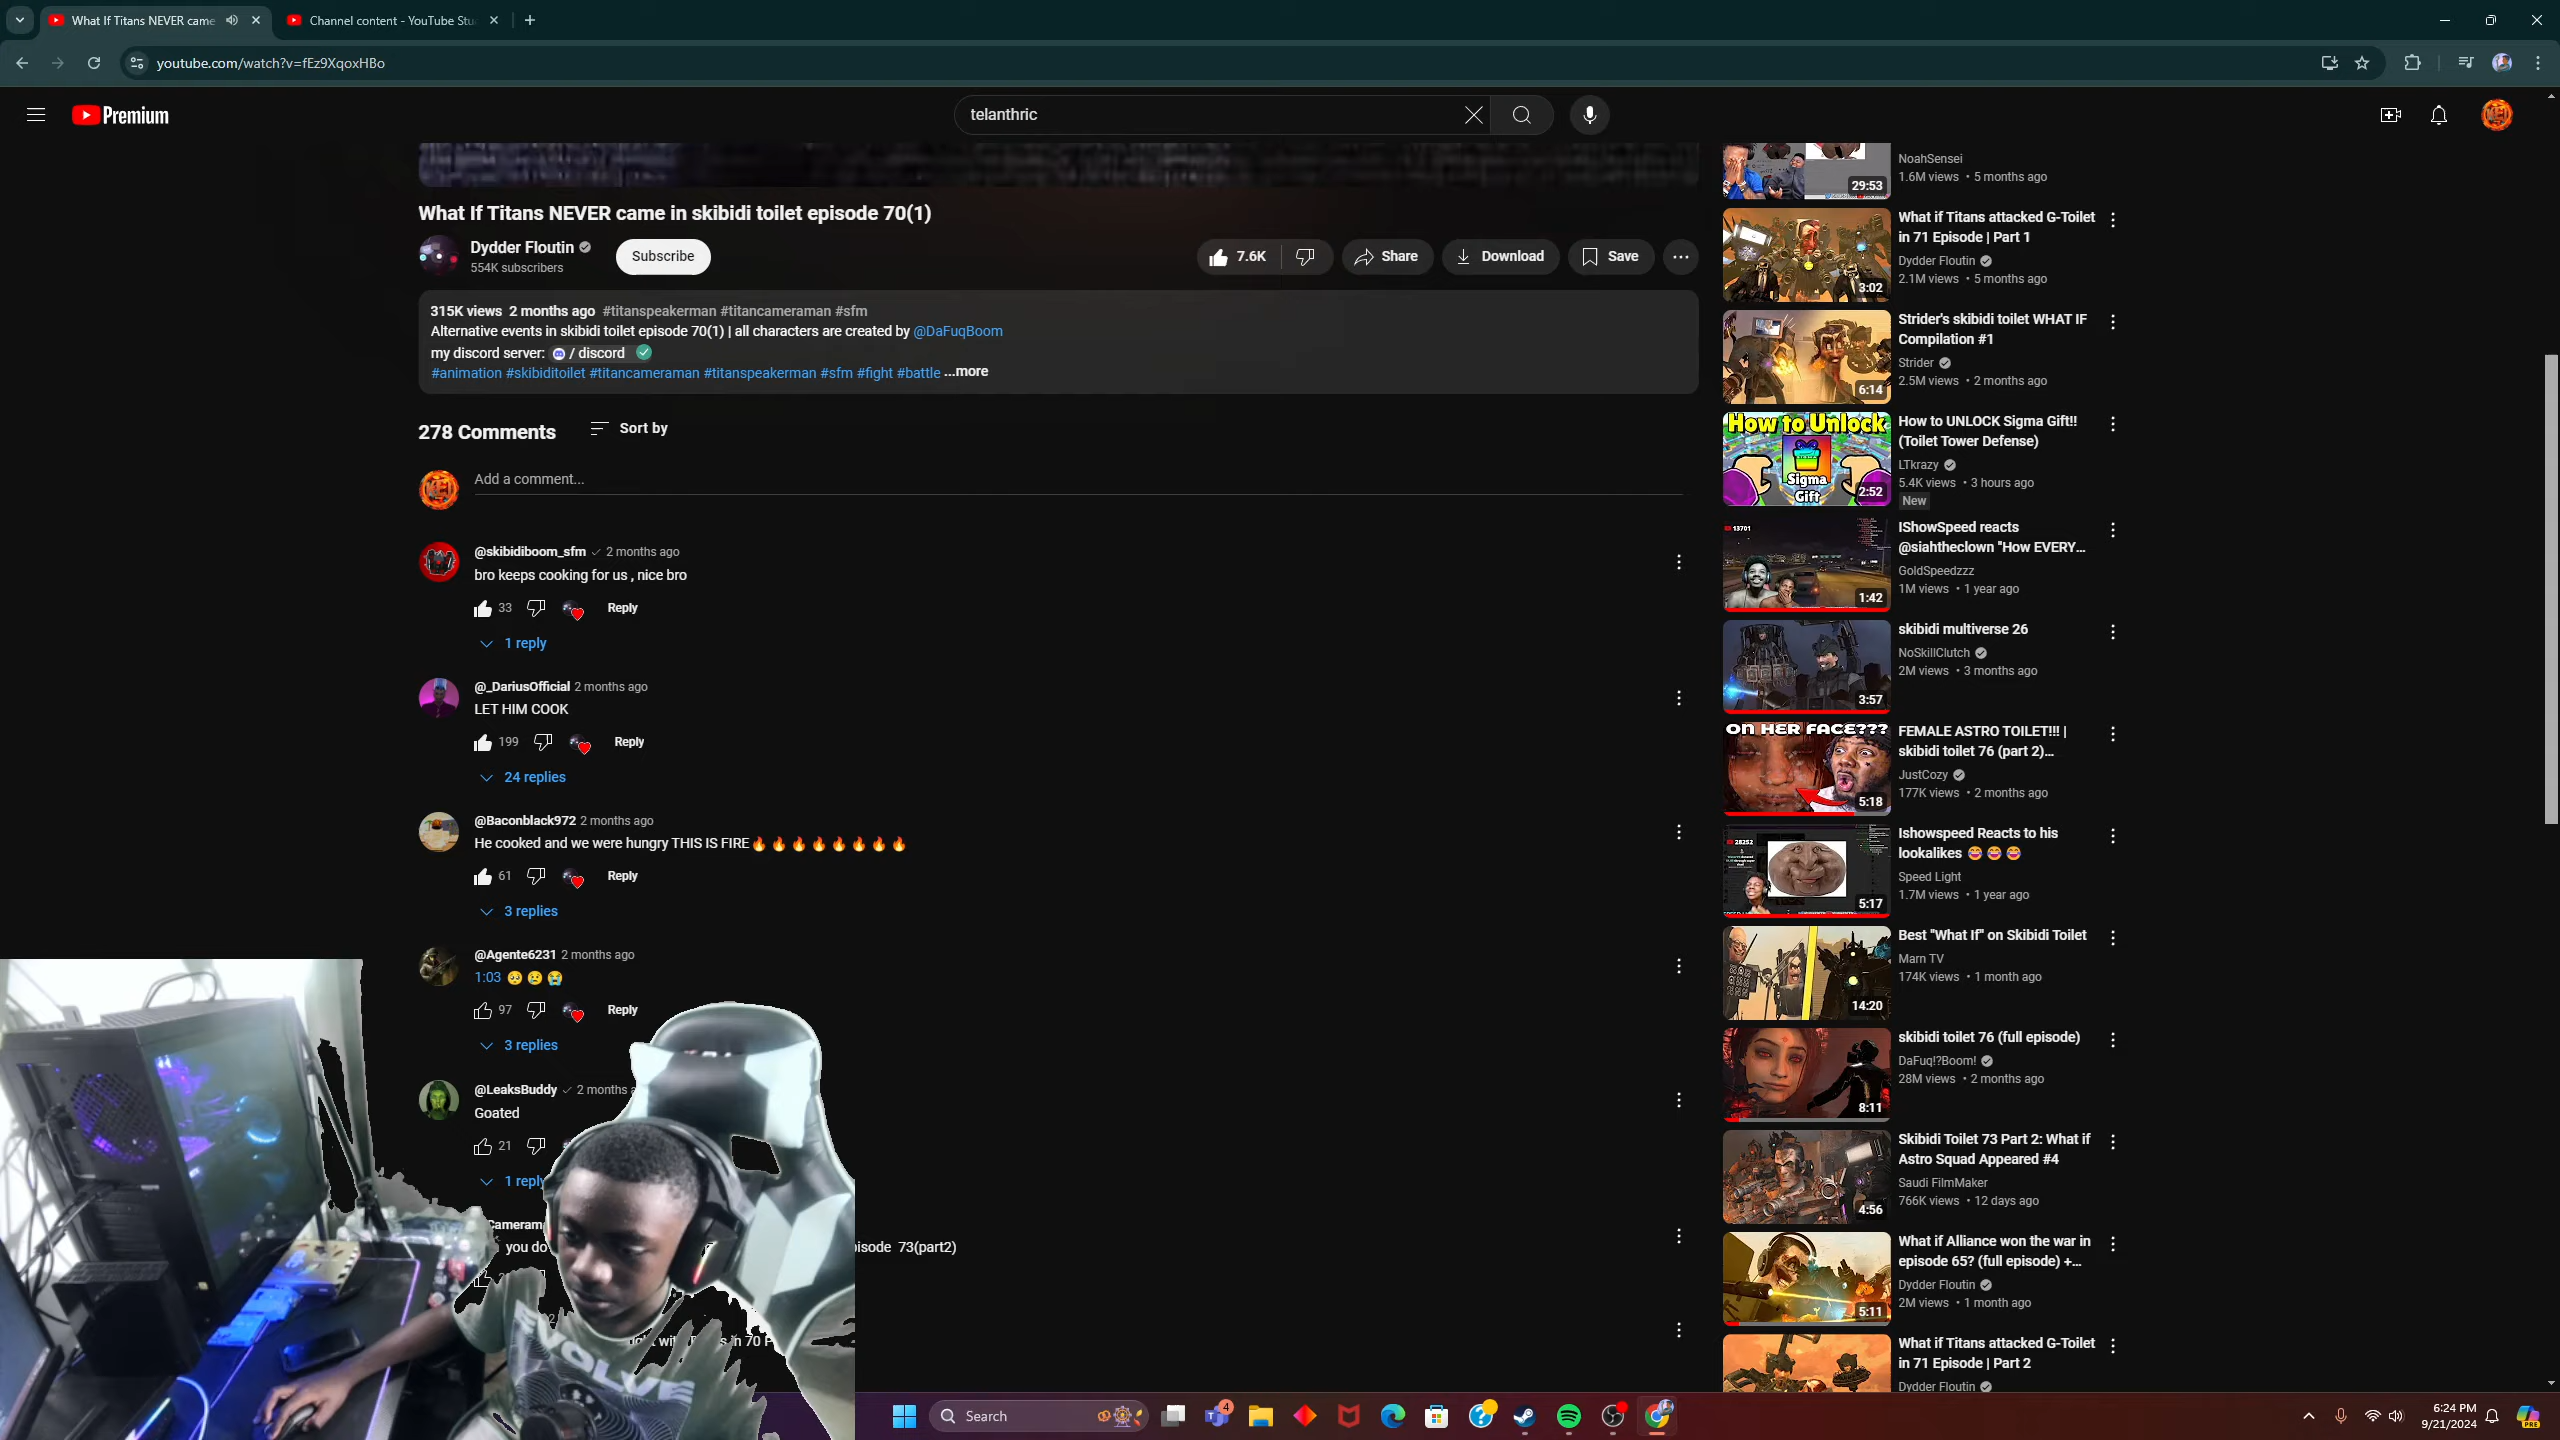 What If Titans NEVER came
Channel content - YouTube Stu
youtube.com/watch?v=fEz9XqoxHBo
Premium
telanthric
What If Titans NEVER came in skibidi toilet episode 70(1)
Dydder Floutin
554K subscribers
Subscribe
7.6K
Share
Download
Save
315K views 2 months ago #titanspeakerman #titancameraman #sfm
Alternative events in skibidi toilet episode 70(1) | all characters are created by @DaFuqBoom
my discord server: / discord
#animation #skibiditoilet #titancameraman #titanspeakerman #sfm #fight #battle ...more
278 Comments
Sort by
Add a comment...
@skibidiboom_sfm 2 months ago
bro keeps cooking for us , nice bro
33 Reply
1 reply
@_DariusOfficial 2 months ago
LET HIM COOK
199 Reply
24 replies
@Baconblack972 2 months ago
He cooked and we were hungry THIS IS FIRE🔥🔥🔥🔥🔥🔥🔥🔥
61 Reply
3 replies
@Agente6231 2 months ago
1:03 🥺😢😭
97 Reply
3 replies
@LeaksBuddy 2 months
Goated
21
1 reply
you do
73(part2)
in 70
VOLVE
NoahSensei
1.6M views • 5 months ago
29:53
What if Titans attacked G-Toilet
in 71 Episode | Part 1
Dydder Floutin
2.1M views • 5 months ago
3:02
Strider's skibidi toilet WHAT IF
Compilation #1
Strider
2.5M views • 2 months ago
6:14
How to Unlock
Sigma
Gift
2:52
How to UNLOCK Sigma Gift!!
(Toilet Tower Defense)
LTkrazy
5.4K views • 3 hours ago
New
13701
1:42
IShowSpeed reacts
@siahtheclown "How EVERY...
GoldSpeedzzz
1M views • 1 year ago
skibidi multiverse 26
NoSkillClutch
2M views • 3 months ago
3:57
ON HER FACE???
5:18
FEMALE ASTRO TOILET!!! |
skibidi toilet 76 (part 2)...
JustCozy
177K views • 2 months ago
28252
5:17
Ishowspeed Reacts to his
lookalikes 😂😂😂
Speed Light
1.7M views • 1 year ago
Best "What If" on Skibidi Toilet
Marn TV
174K views • 1 month ago
14:20
skibidi toilet 76 (full episode)
DaFuq!?Boom!
28M views • 2 months ago
8:11
Skibidi Toilet 73 Part 2: What if
Astro Squad Appeared #4
Saudi FilmMaker
766K views • 12 days ago
4:56
What if Alliance won the war in
episode 65? (full episode) +...
Dydder Floutin
2M views • 1 month ago
5:11
What if Titans attacked G-Toilet
in 71 Episode | Part 2
Dydder Floutin
Search
4
6:24 PM
9/21/2024
PRE